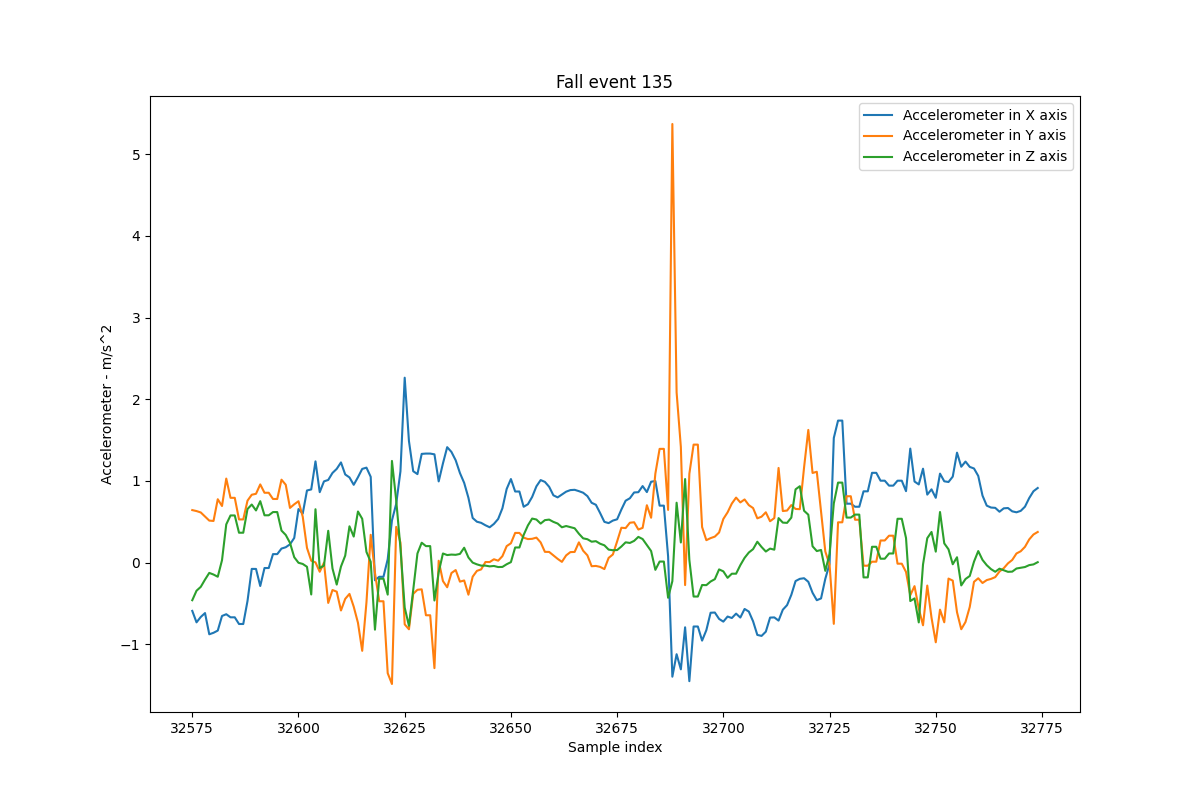 Fall event 135
Accelerometer in X axis
Accelerometer in Y axis
Accelerometer in Z axis
Accelerometer - m/s^2
5
4
3
2
1
0
−1
32575 32600 32625 32650 32675 32700 32725 32750 32775
Sample index